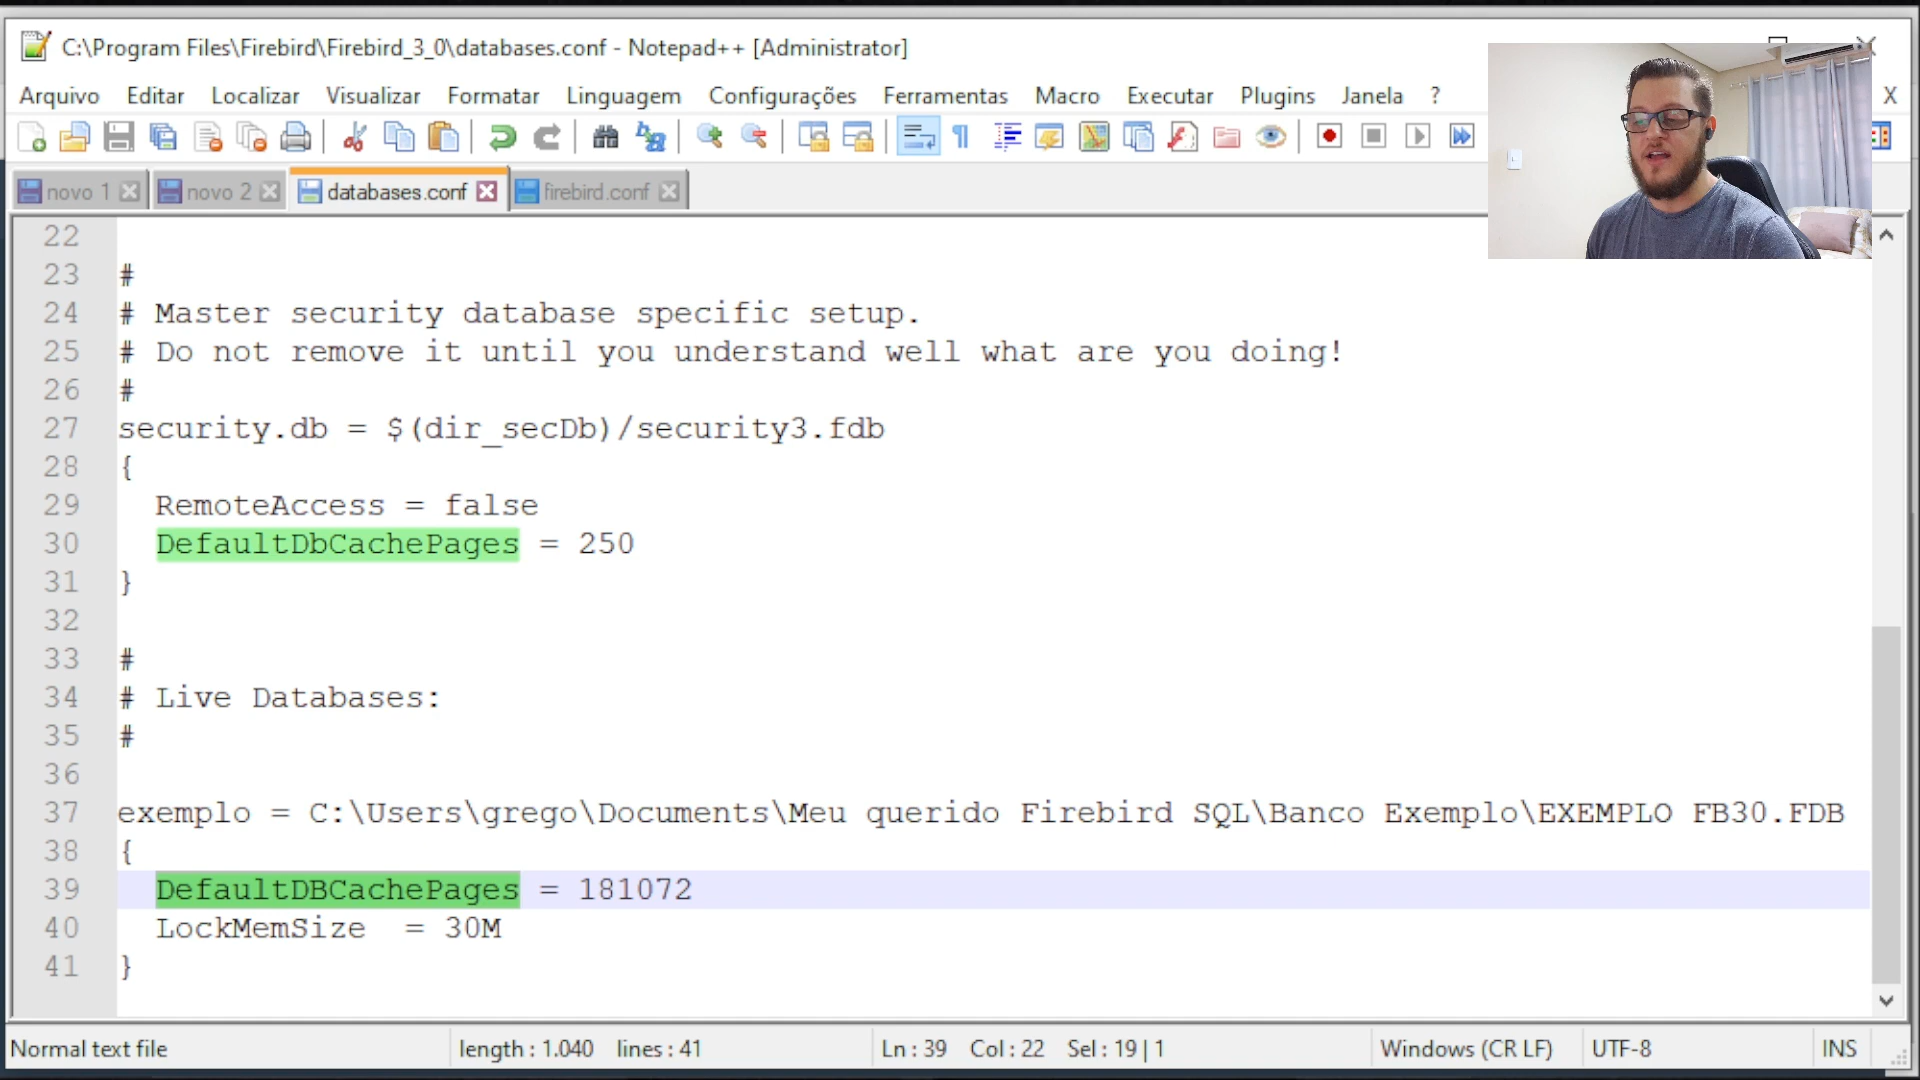 C:\Program Files\Firebird\Firebird_3_0\databases.conf - Notepad++ [Administrator]
Arquivo Editar Localizar Visualizar Formatar Linguagem Configurações Ferramentas Macro Executar Plugins Janela ? X
novo 1 novo 2 databases.conf firebird.conf
22
23 #
24 # Master security database specific setup.
25 # Do not remove it until you understand well what are you doing!
26 #
27 security.db = $(dir_secDb)/security3.fdb
28 {
29 RemoteAccess = false
30 DefaultDbCachePages = 250
31 }
32
33 #
34 # Live Databases:
35 #
36
37 exemplo = C:\Users\grego\Documents\Meu querido Firebird SQL\Banco Exemplo\EXEMPLO FB30.FDB
38 {
39 DefaultDBCachePages = 181072
40 LockMemSize = 30M
41 }
Normal text file length : 1.040 lines : 41 Ln : 39 Col : 22 Sel : 19 | 1 Windows (CR LF) UTF-8 INS